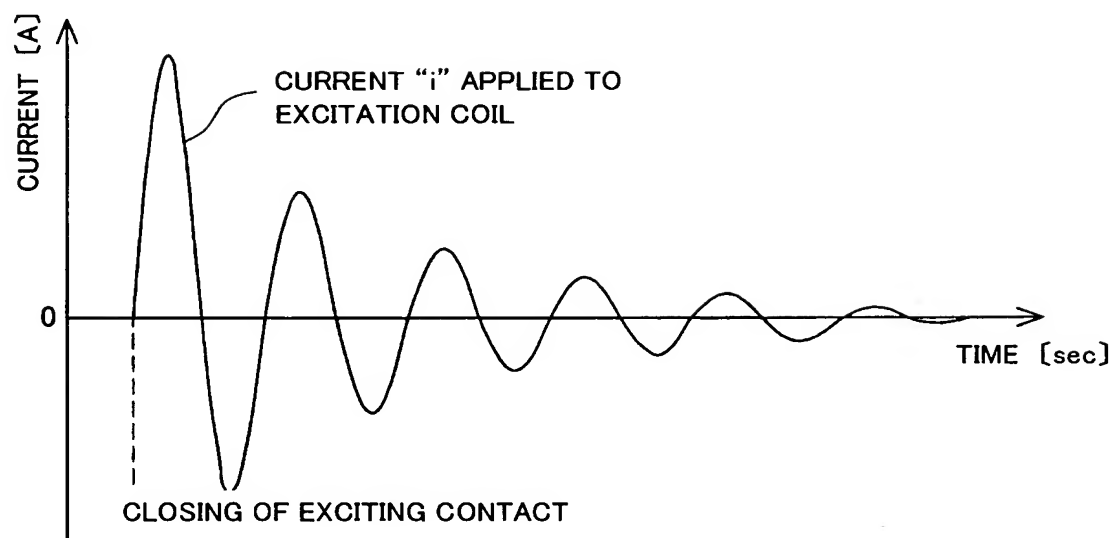 CURRENT [A]
CURRENT “i” APPLIED TO
EXCITATION COIL
0
TIME [sec]
CLOSING OF EXCITING CONTACT